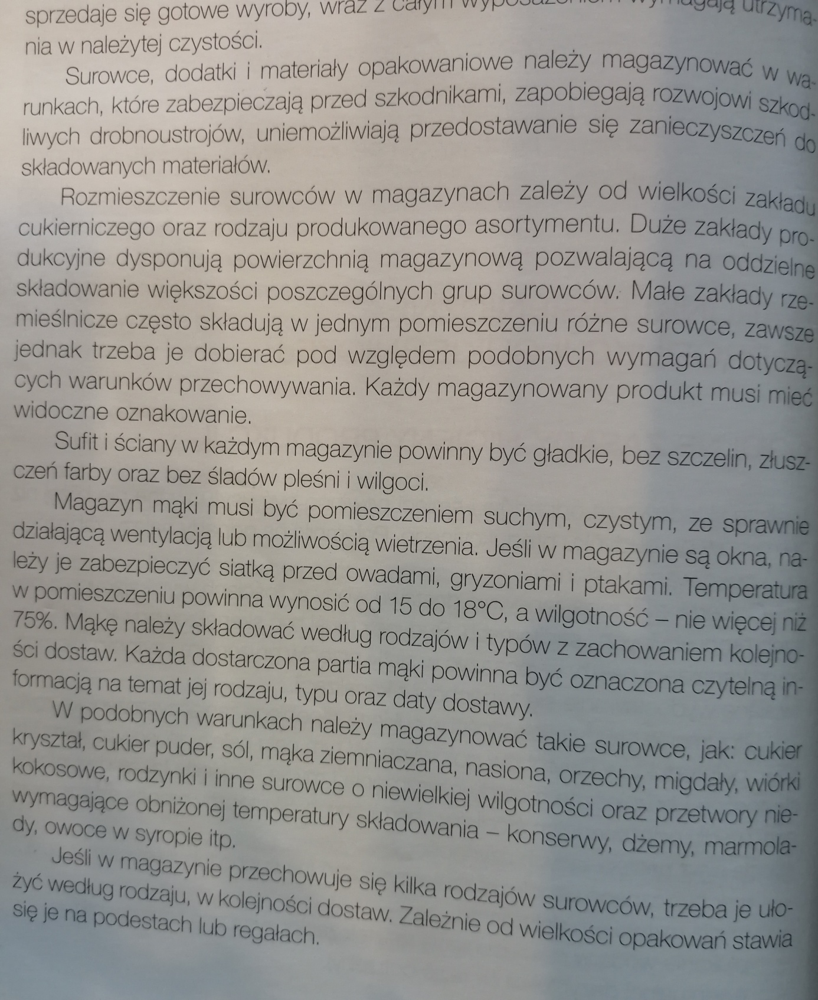 sprzedaje się gotowe wyroby, wraz z całym wyposażeniem wymagają utrzyma-
nia w należytej czystości.
Surowce, dodatki i materiały opakowaniowe należy magazynować w wa-
runkach, które zabezpieczają przed szkodnikami, zapobiegają rozwojowi szkod-
liwych drobnoustrojów, uniemożliwiają przedostawanie się zanieczyszczeń do
składowanych materiałów.
Rozmieszczenie surowców w magazynach zależy od wielkości zakładu
cukierniczego oraz rodzaju produkowanego asortymentu. Duże zakłady pro-
dukcyjne dysponują powierzchnią magazynową pozwalającą na oddzielne
składowanie większości poszczególnych grup surowców. Małe zakłady rze-
mieślnicze często składują w jednym pomieszczeniu różne surowce, zawsze
jednak trzeba je dobierać pod względem podobnych wymagań dotyczą-
cych warunków przechowywania. Każdy magazynowany produkt musi mieć
widoczne oznakowanie.
Sufit i ściany w każdym magazynie powinny być gładkie, bez szczelin, złusz-
czeń farby oraz bez śladów pleśni i wilgoci.
Magazyn mąki musi być pomieszczeniem suchym, czystym, ze sprawnie
działającą wentylacją lub możliwością wietrzenia. Jeśli w magazynie są okna, na-
leży je zabezpieczyć siatką przed owadami, gryzoniami i ptakami. Temperatura
w pomieszczeniu powinna wynosić od 15 do 18°C, a wilgotność – nie więcej niż
75%. Mąkę należy składować według rodzajów i typów z zachowaniem kolejno-
ści dostaw. Każda dostarczona partia mąki powinna być oznaczona czytelną in-
formacją na temat jej rodzaju, typu oraz daty dostawy.
W podobnych warunkach należy magazynować takie surowce, jak: cukier
kryształ, cukier puder, sól, mąka ziemniaczana, nasiona, orzechy, migdały, wiórki
kokosowe, rodzynki i inne surowce o niewielkiej wilgotności oraz przetwory nie-
wymagające obniżonej temperatury składowania – konserwy, dżemy, marmola-
dy, owoce w syropie itp.
Jeśli w magazynie przechowuje się kilka rodzajów surowców, trzeba je uło-
żyć według rodzaju, w kolejności dostaw. Zależnie od wielkości opakowań stawia
się je na podestach lub regałach.